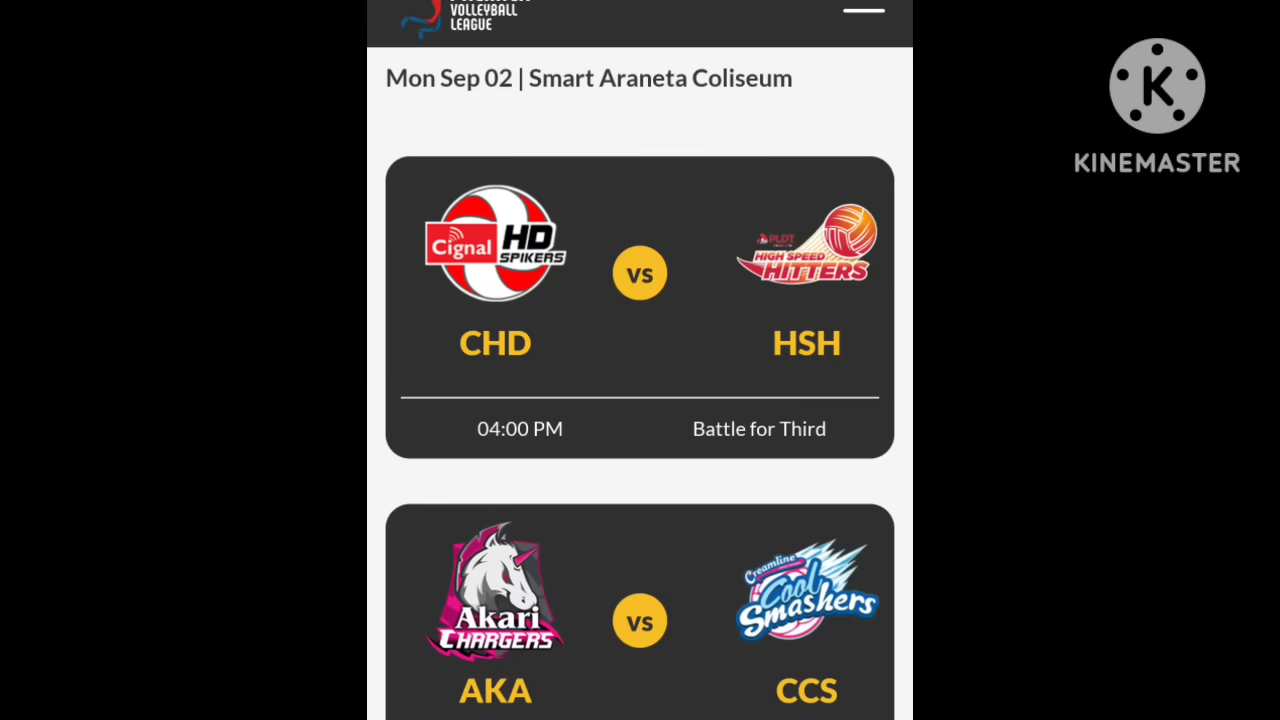 VOLLEYBALL
LEAGUE
Mon Sep 02 | Smart Araneta Coliseum
K
KINEMASTER
Cignal
HD
SPIKERS
PLDT
HIGH SPEED
HITTERS
vs
CHD
HSH
04:00 PM
Battle for Third
Akari
CHARGERS
Creamline
Cool
Smashers
vs
AKA
CCS